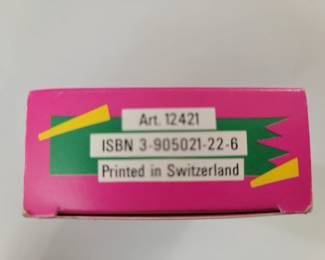 Art. 12421
ISBN 3-905021-22-6
Printed in Switzerland